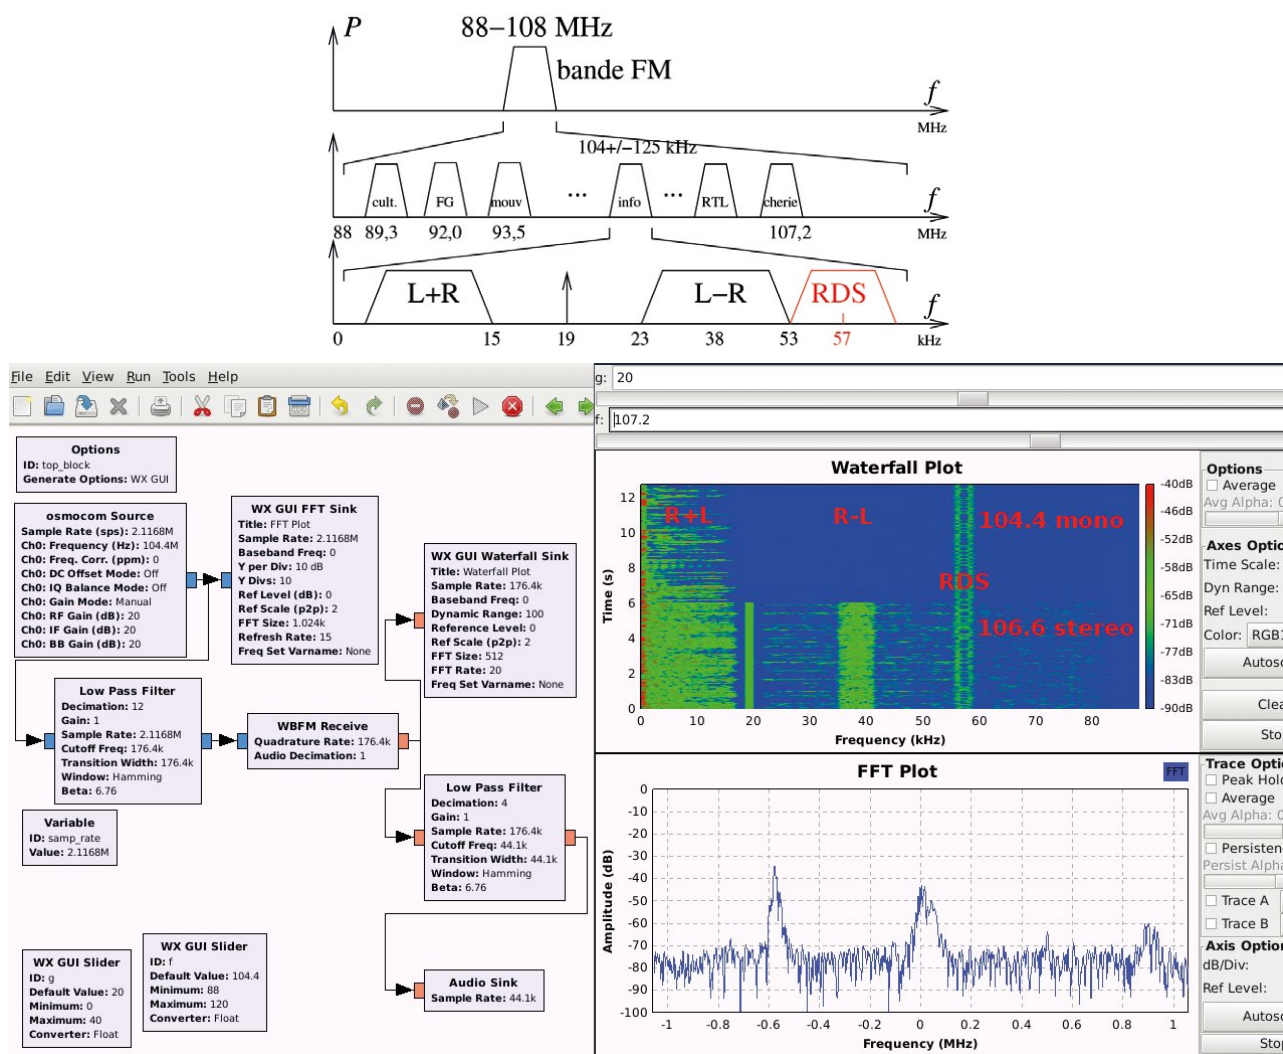 P
88−108 MHz
bande FM
f
MHz
104+/−125 kHz
cult.
FG
mouv
...
info
...
RTL
cherie
f
88
89,3
92,0
93,5
107,2
MHz
L+R
L−R
RDS
f
0
15
19
23
38
53
57
kHz
File Edit View Run Tools Help
Options
ID: top_block
Generate Options: WX GUI
osmocom Source
Sample Rate (sps): 2.1168M
Ch0: Frequency (Hz): 104.4M
Ch0: Freq. Corr. (ppm): 0
Ch0: DC Offset Mode: Off
Ch0: IQ Balance Mode: Off
Ch0: Gain Mode: Manual
Ch0: RF Gain (dB): 20
Ch0: IF Gain (dB): 20
Ch0: BB Gain (dB): 20
WX GUI FFT Sink
Title: FFT Plot
Sample Rate: 2.1168M
Baseband Freq: 0
Y per Div: 10 dB
Y Divs: 10
Ref Level (dB): 0
Ref Scale (p2p): 2
FFT Size: 1.024k
Refresh Rate: 15
Freq Set Varname: None
WX GUI Waterfall Sink
Title: Waterfall Plot
Sample Rate: 176.4k
Baseband Freq: 0
Dynamic Range: 100
Reference Level: 0
Ref Scale (p2p): 2
FFT Size: 512
FFT Rate: 20
Freq Set Varname: None
Low Pass Filter
Decimation: 12
Gain: 1
Sample Rate: 2.1168M
Cutoff Freq: 176.4k
Transition Width: 176.4k
Window: Hamming
Beta: 6.76
WBFM Receive
Quadrature Rate: 176.4k
Audio Decimation: 1
Low Pass Filter
Decimation: 4
Gain: 1
Sample Rate: 176.4k
Cutoff Freq: 44.1k
Transition Width: 44.1k
Window: Hamming
Beta: 6.76
Variable
ID: samp_rate
Value: 2.1168M
WX GUI Slider
ID: g
Default Value: 20
Minimum: 0
Maximum: 40
Converter: Float
WX GUI Slider
ID: f
Default Value: 104.4
Minimum: 88
Maximum: 120
Converter: Float
Audio Sink
Sample Rate: 44.1k
g: 20
f: 107.2
Waterfall Plot
Time (s)
12
10
8
6
4
2
0
R+L
R-L
104.4 mono
RDS
106.6 stereo
0 10 20 30 40 50 60 70 80
Frequency (kHz)
-40dB
-46dB
-52dB
-58dB
-65dB
-71dB
-77dB
-83dB
-90dB
Options
Average
Avg Alpha: 0
Axes Optio
Time Scale:
Dyn Range:
Ref Level:
Color: RGB
Autosc
Clea
Sto
FFT Plot
FFT
Amplitude (dB)
0
-10
-20
-30
-40
-50
-60
-70
-80
-90
-100
-1 -0.8 -0.6 -0.4 -0.2 0 0.2 0.4 0.6 0.8 1
Frequency (MHz)
Trace Optio
Peak Hol
Average
Avg Alpha: 0
Persisten
Persist Alpha
Trace A
Trace B
Axis Option
dB/Div:
Ref Level:
Autosc
Stop